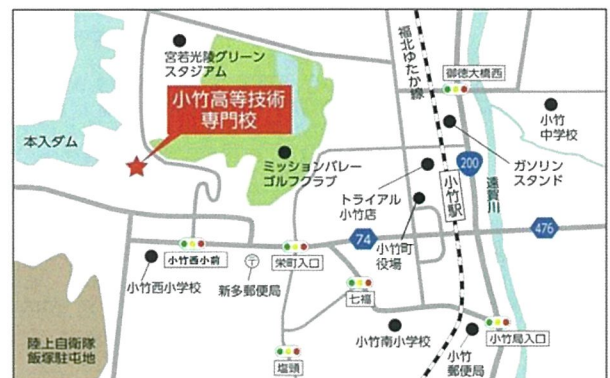 宮若光陵グリーン
スタジアム
福北ゆたか線
御徳大橋西
小竹高等技術
専門校
小竹
中学校
本入ダム
ミッションバレー
ゴルフクラブ
トライアル
小竹店
小竹駅
200
ガソリン
スタンド
遠賀川
小竹町
役場
74
476
小竹西小前
栄町入口
小竹西小学校
新多郵便局
七福
陸上自衛隊
飯塚駐屯地
塩頭
小竹南小学校
小竹
郵便局
小竹局入口